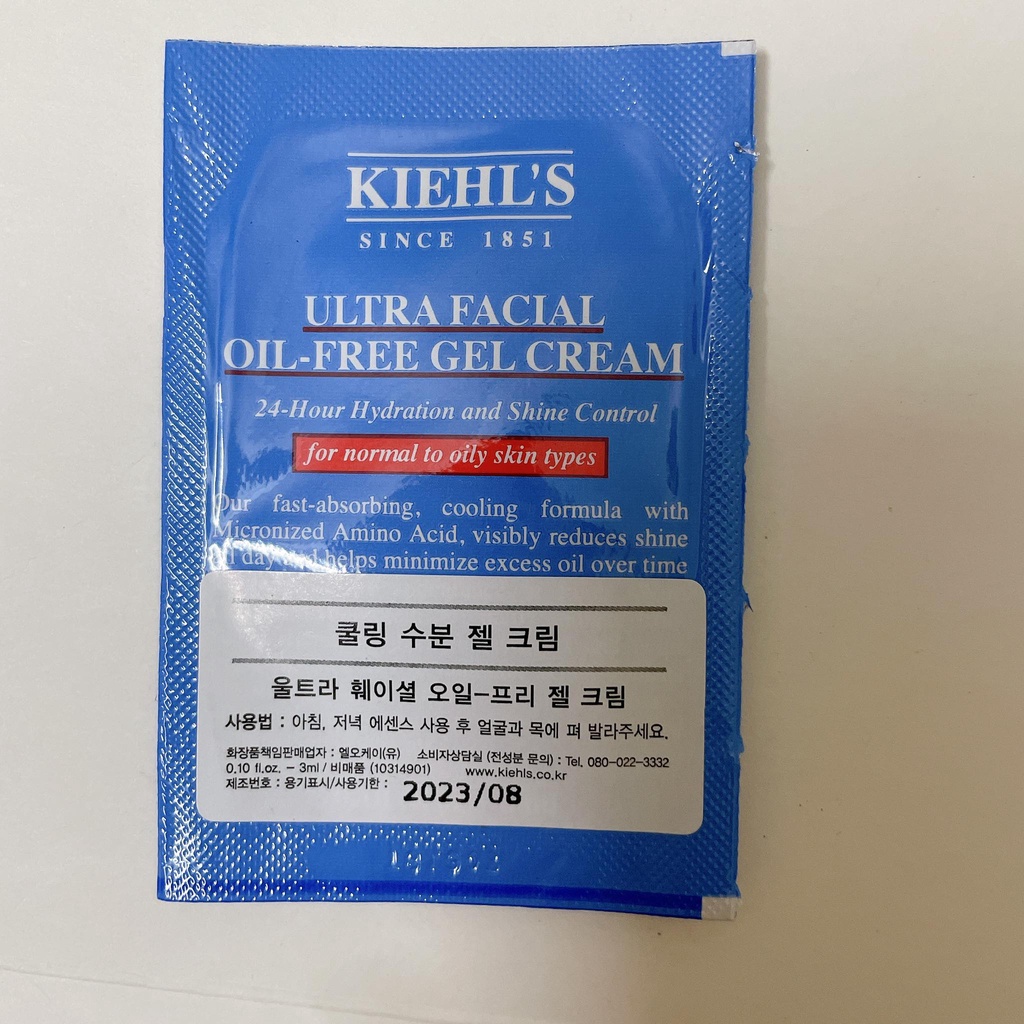 KIEHL'S
SINCE 1851
ULTRA FACIAL
OIL-FREE GEL CREAM
24-Hour Hydration and Shine Control
for normal to oily skin types
Our fast-absorbing, cooling formula with
Micronized Amino Acid, visibly reduces shine
all day and helps minimize excess oil over time
쿨링 수분 젤 크림
울트라 훼이셜 오일-프리 젤 크림
사용법 : 아침, 저녁 에센스 사용 후 얼굴과 목에 펴 발라주세요.
화장품책임판매업자 : 엘오케이(유) 소비자상담실 (전성분 문의) : Tel. 080-022-3332
0.10 fl.oz. - 3ml / 비매품 (10314901) www.kiehls.co.kr
제조번호 : 용기표시/사용기한 : 2023/08